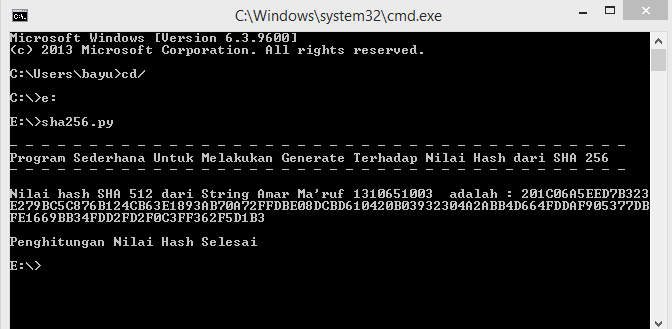 C:\Windows\system32\cmd.exe
Microsoft Windows [Version 6.3.9600]
(c) 2013 Microsoft Corporation. All rights reserved.
C:\Users\bayu>cd/
C:\>e:
E:\>sha256.py
- - - - - - - - - - - - - - - - - - - - - - - - - - - - - - - - - - - - - - -
Program Sederhana Untuk Melakukan Generate Terhadap Nilai Hash dari SHA 256
- - - - - - - - - - - - - - - - - - - - - - - - - - - - - - - - - - - - - - -
Nilai hash SHA 512 dari String Amar Ma'ruf 1310651003  adalah : 201C06A5EED7B323
E279BC5C876B124CB63E1893AB70A72FFDBE08DCBD610420B03932304A2ABB4D664FDDAF905377DB
FE1669BB34FDD2FD2F0C3FF362F5D1B3
Penghitungan Nilai Hash Selesai
E:\>